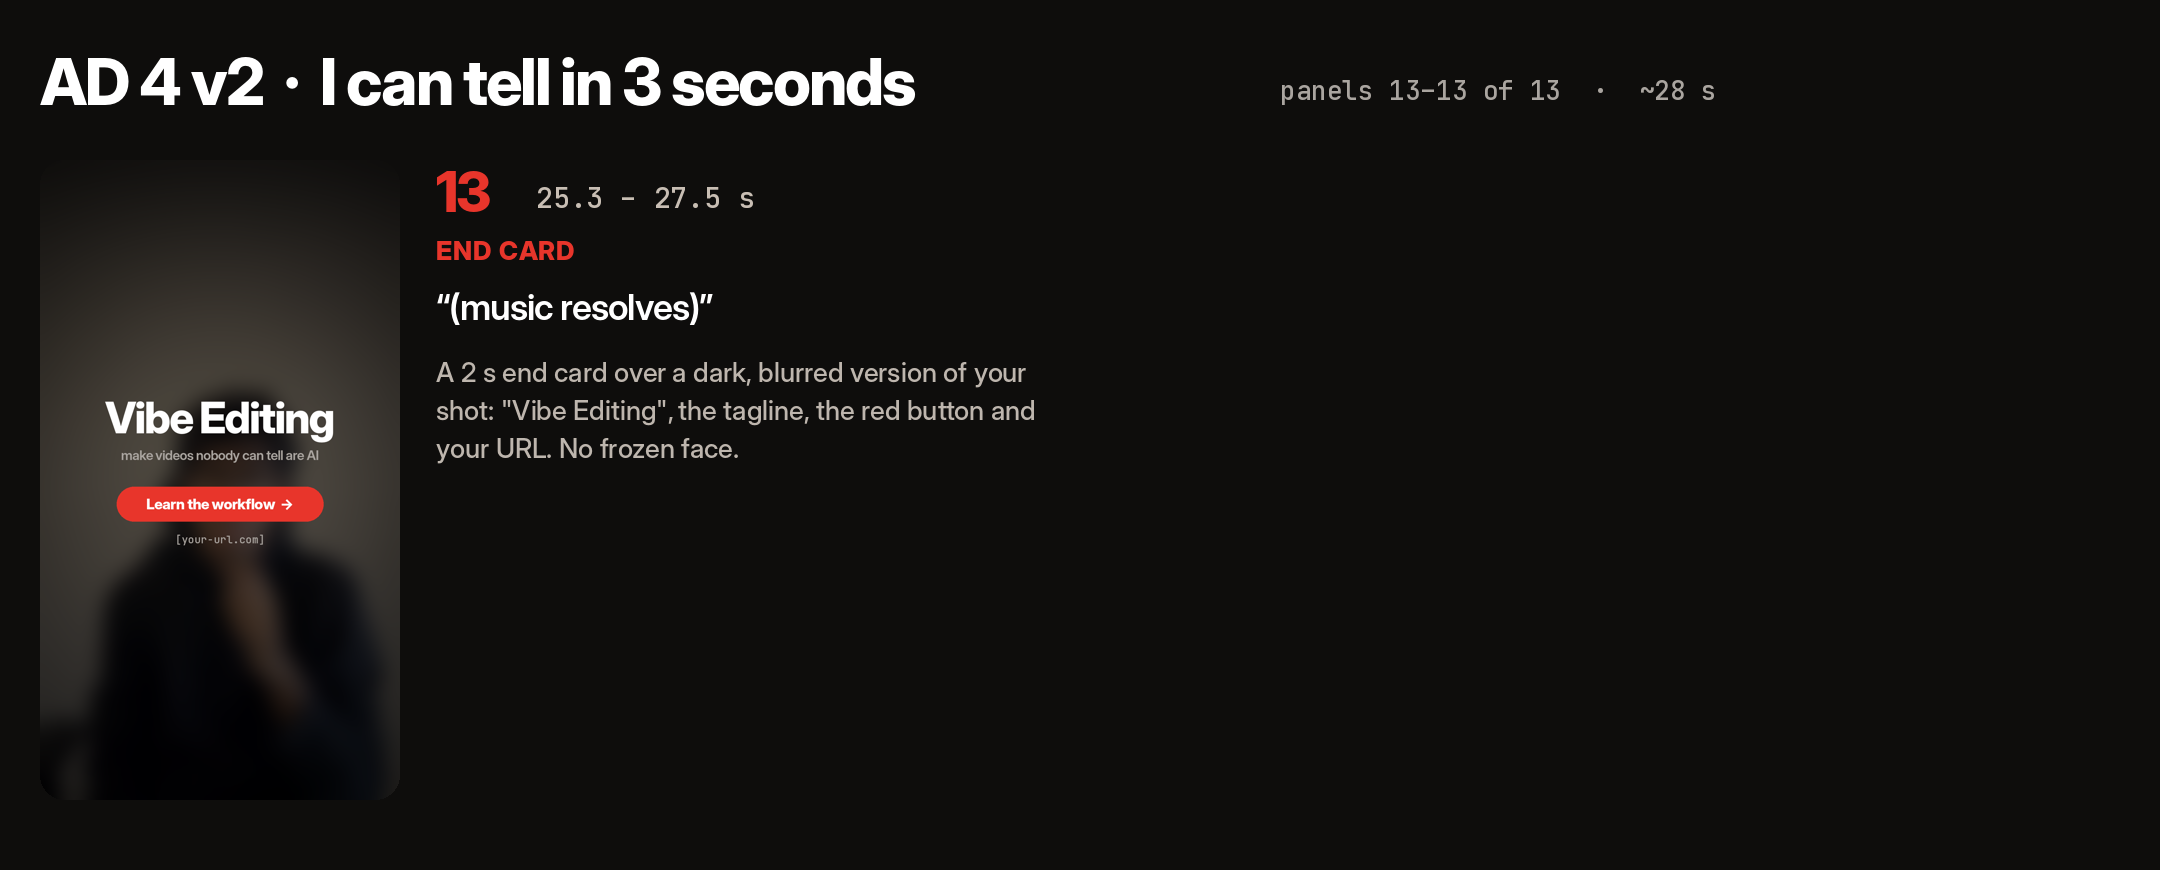 AD 4 v2 · I can tell in 3 seconds
panels 13–13 of 13 · ~28 s
Vibe Editing
make videos nobody can tell are AI
Learn the workflow →
[your-url.com]
13 25.3 – 27.5 s
END CARD
“(music resolves)”
A 2 s end card over a dark, blurred version of your
shot: "Vibe Editing", the tagline, the red button and
your URL. No frozen face.